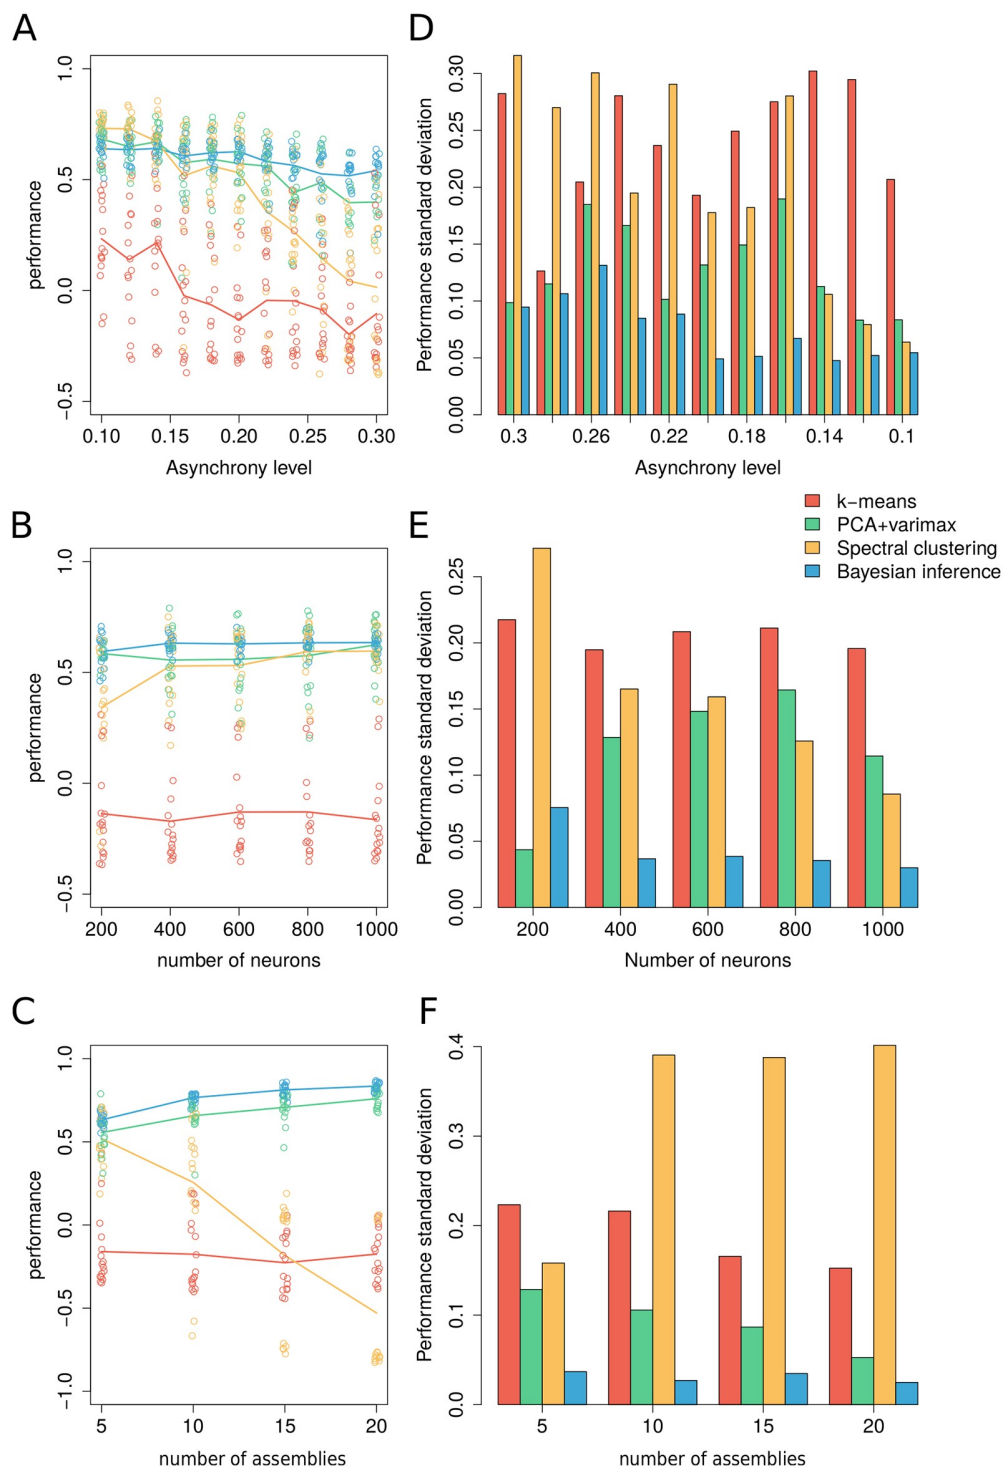 A
performance
1.0
0.5
0.0
−0.5
0.10 0.15 0.20 0.25 0.30
Asynchrony level
D
Performance standard deviation
0.30
0.25
0.20
0.15
0.10
0.05
0.00
0.3 0.26 0.22 0.18 0.14 0.1
Asynchrony level
k−means
PCA+varimax
Spectral clustering
Bayesian inference
B
performance
1.0
0.5
0.0
−0.5
200 400 600 800 1000
number of neurons
E
Performance standard deviation
0.25
0.20
0.15
0.10
0.05
0.00
200 400 600 800 1000
Number of neurons
C
performance
1.0
0.5
0.0
−0.5
−1.0
5 10 15 20
number of assemblies
F
Performance standard deviation
0.4
0.3
0.2
0.1
0.0
5 10 15 20
number of assemblies